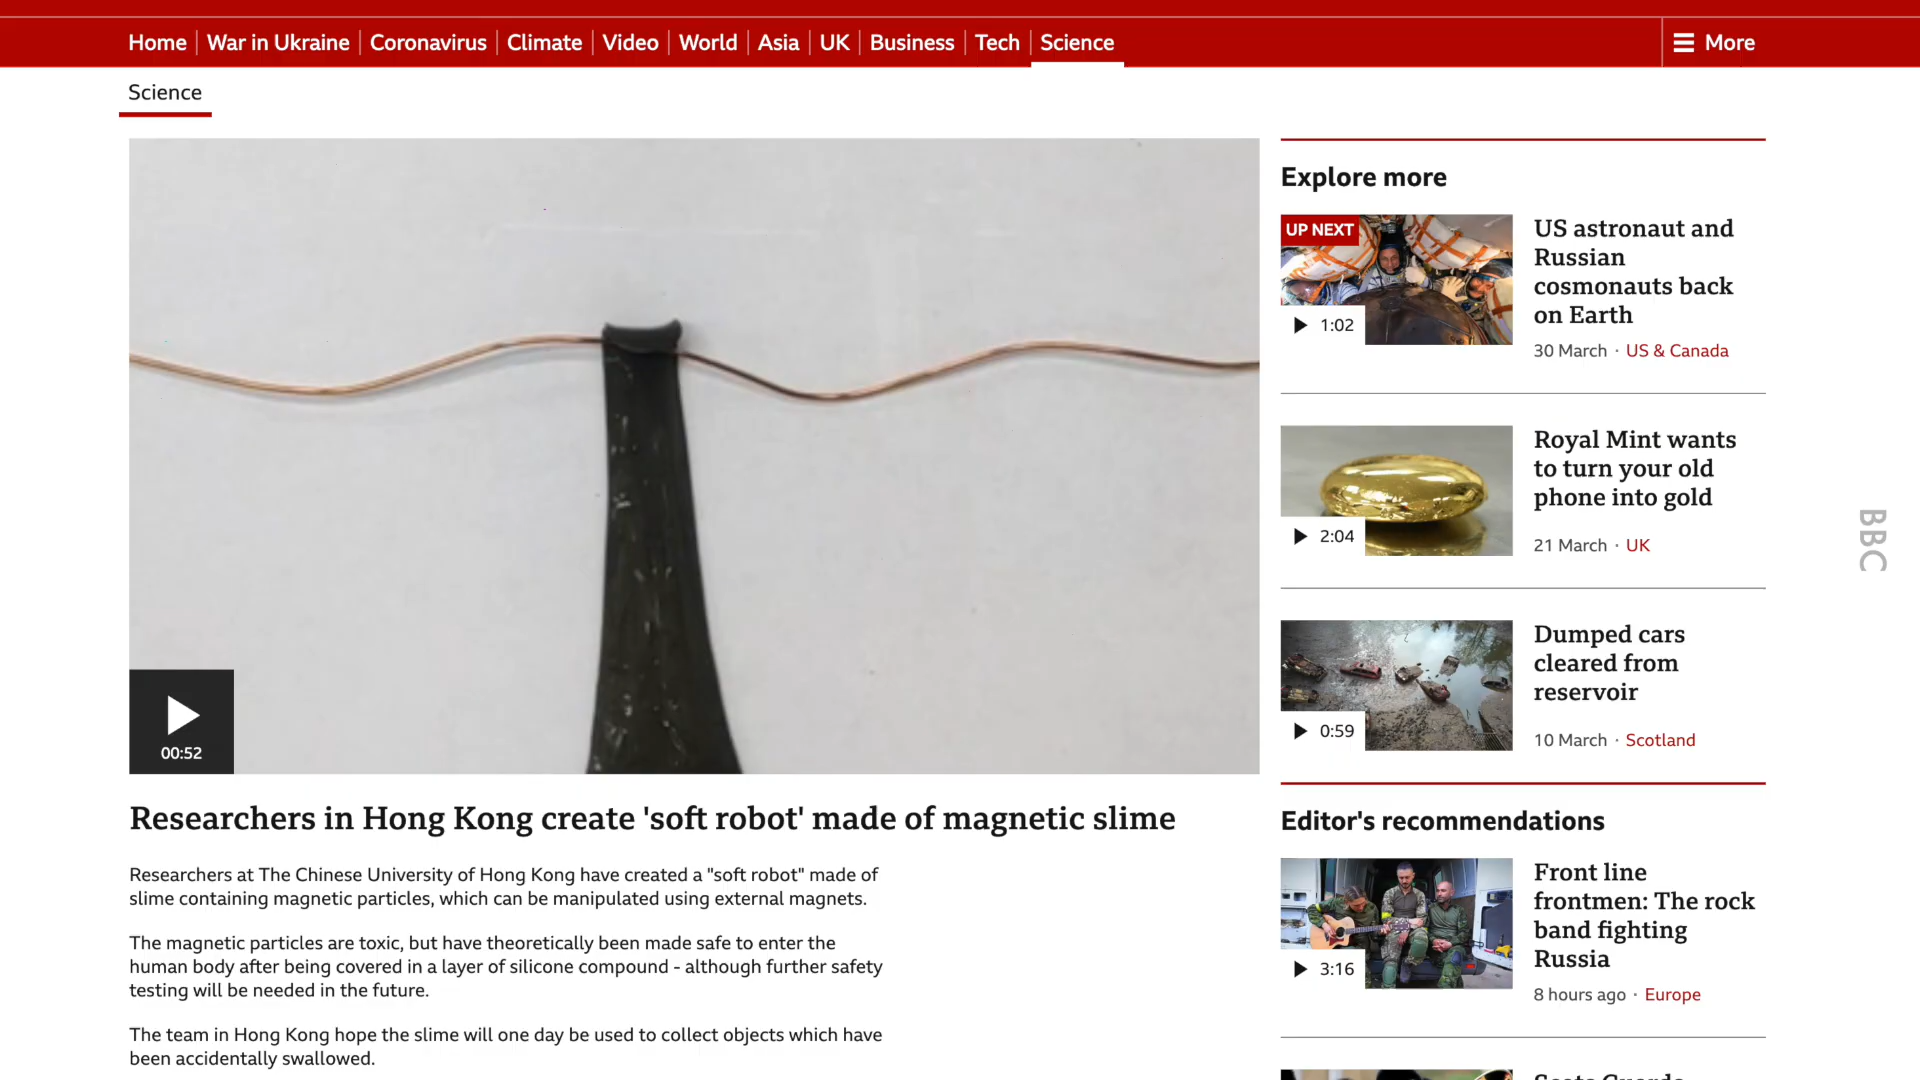 Home
War in Ukraine
Coronavirus
Climate
Video
World
Asia
UK
Business
Tech
Science
More
Science
00:52
Researchers in Hong Kong create 'soft robot' made of magnetic slime
Researchers at The Chinese University of Hong Kong have created a "soft robot" made of
slime containing magnetic particles, which can be manipulated using external magnets.
The magnetic particles are toxic, but have theoretically been made safe to enter the
human body after being covered in a layer of silicone compound - although further safety
testing will be needed in the future.
The team in Hong Kong hope the slime will one day be used to collect objects which have
been accidentally swallowed.
Explore more
UP NEXT
1:02
US astronaut and
Russian
cosmonauts back
on Earth
30 March · US & Canada
2:04
Royal Mint wants
to turn your old
phone into gold
21 March · UK
0:59
Dumped cars
cleared from
reservoir
10 March · Scotland
Editor's recommendations
3:16
Front line
frontmen: The rock
band fighting
Russia
8 hours ago · Europe
BBC